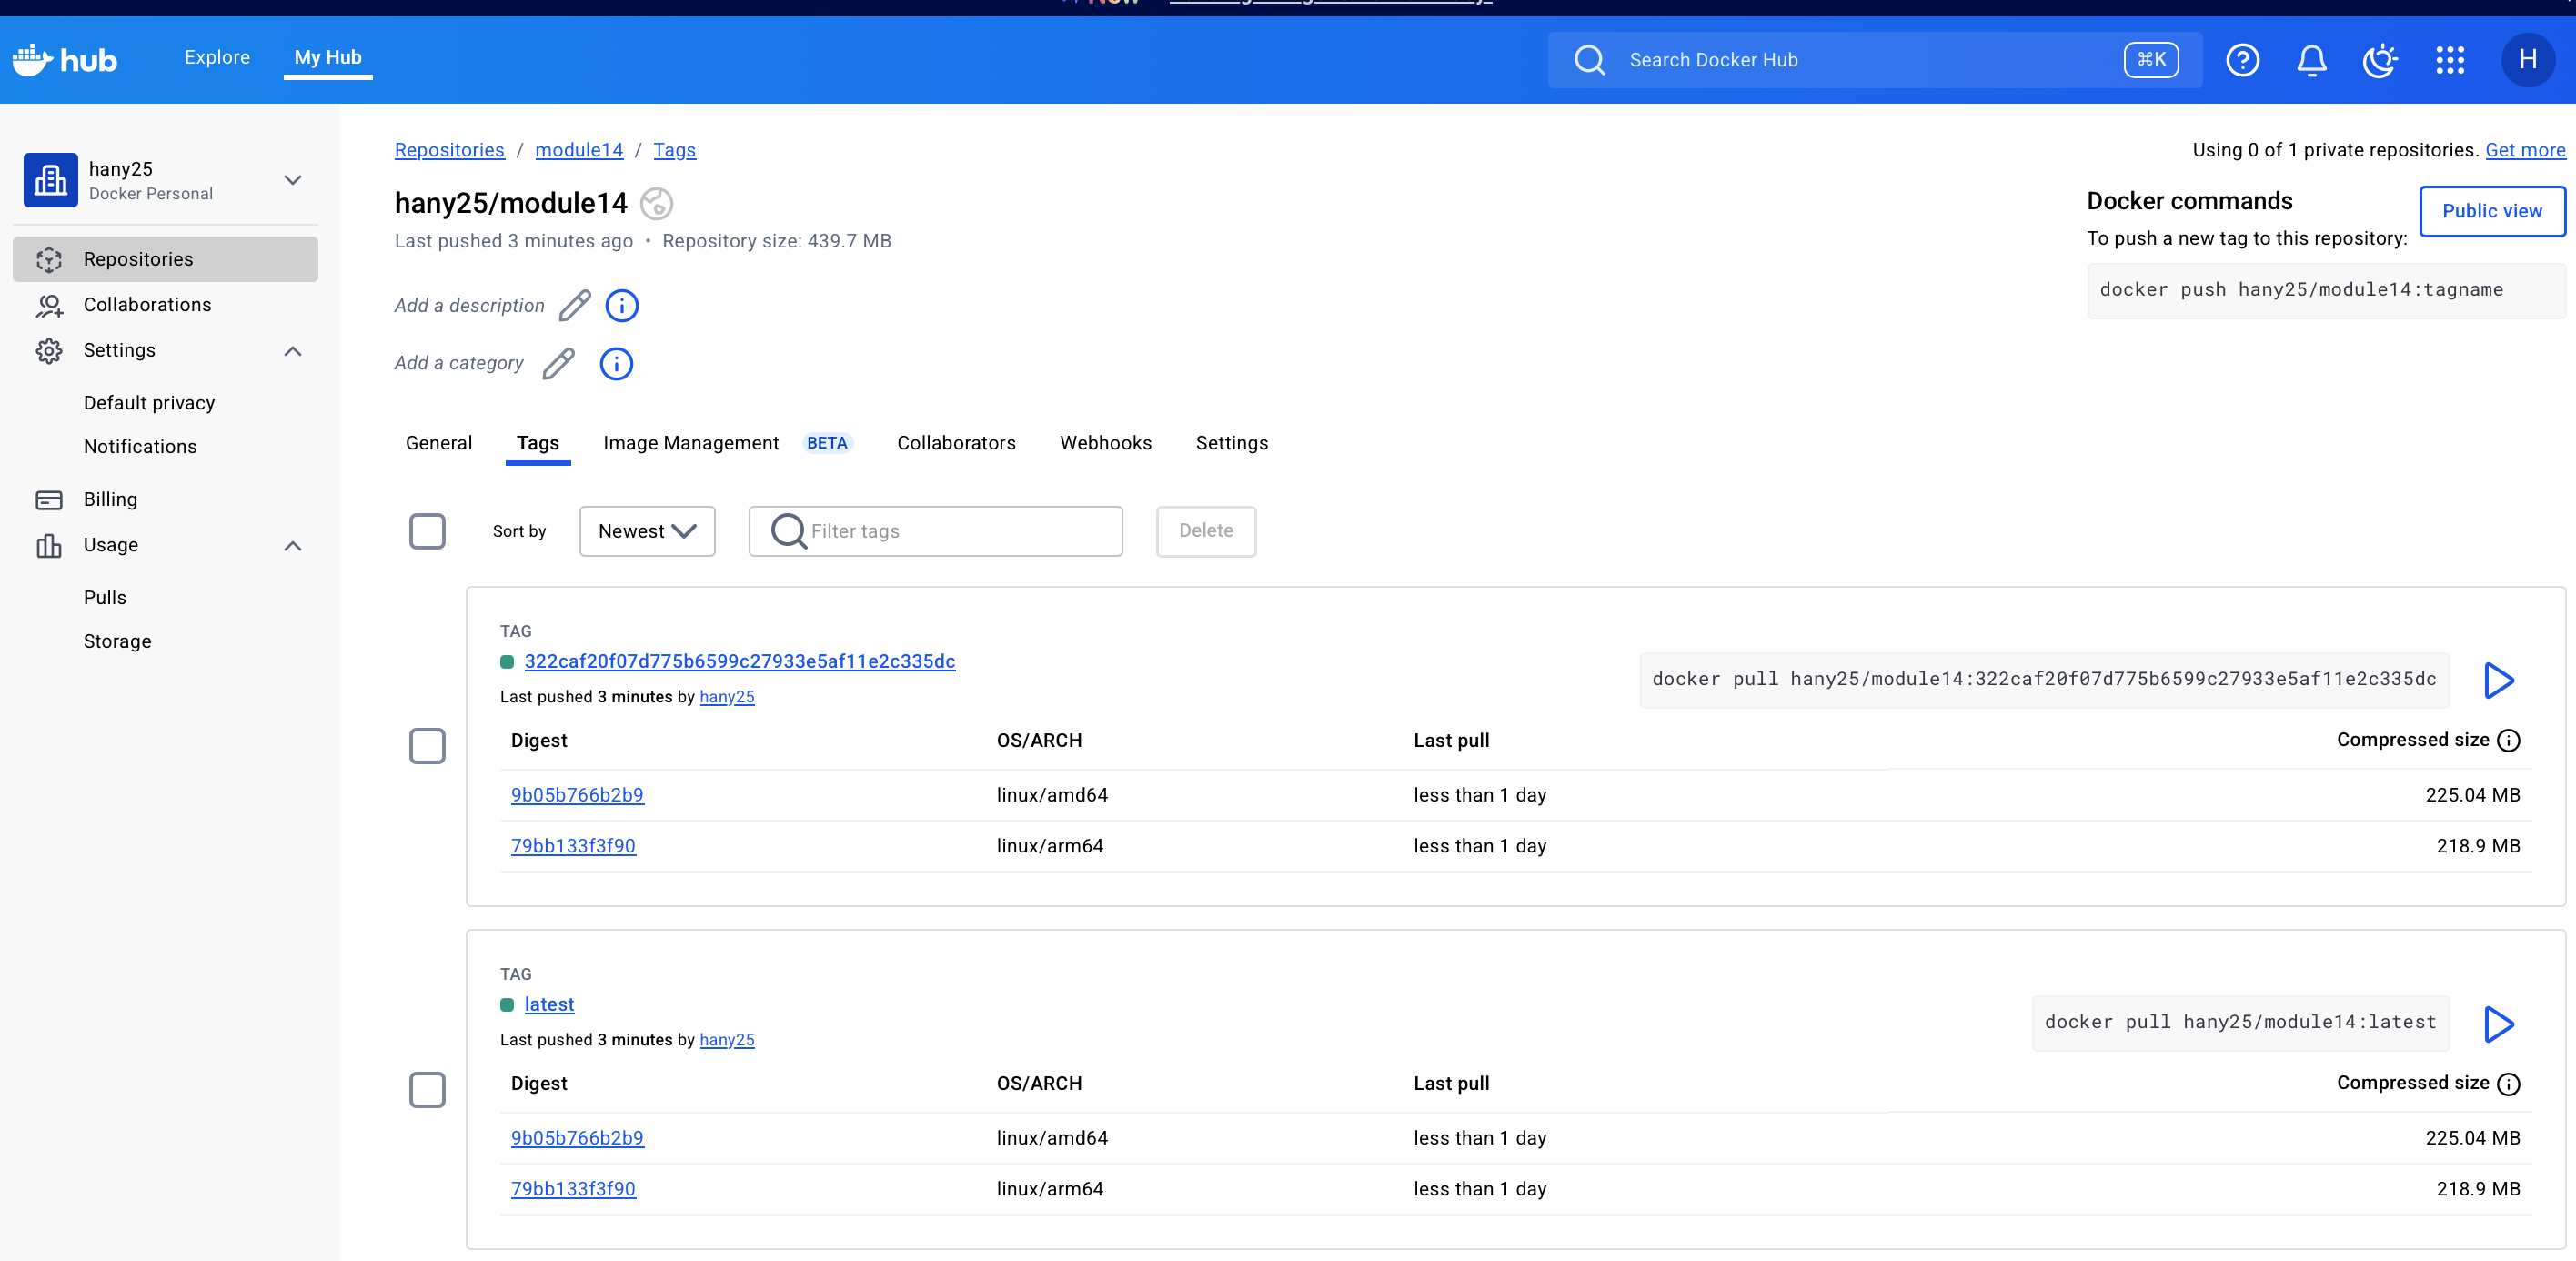 hub
Explore
My Hub
Search Docker Hub
⌘K
H
hany25
Docker Personal
Repositories
Collaborations
Settings
Default privacy
Notifications
Billing
Usage
Pulls
Storage
Repositories / module14 / Tags
Using 0 of 1 private repositories. Get more
hany25/module14
Last pushed 3 minutes ago • Repository size: 439.7 MB
Add a description
Add a category
Docker commands
Public view
To push a new tag to this repository:
docker push hany25/module14:tagname
General Tags Image Management BETA Collaborators Webhooks Settings
Sort by Newest Filter tags Delete
TAG
322caf20f07d775b6599c27933e5af11e2c335dc
docker pull hany25/module14:322caf20f07d775b6599c27933e5af11e2c335dc
Last pushed 3 minutes by hany25
Digest OS/ARCH Last pull Compressed size
9b05b766b2b9 linux/amd64 less than 1 day 225.04 MB
79bb133f3f90 linux/arm64 less than 1 day 218.9 MB
TAG
latest
docker pull hany25/module14:latest
Last pushed 3 minutes by hany25
Digest OS/ARCH Last pull Compressed size
9b05b766b2b9 linux/amd64 less than 1 day 225.04 MB
79bb133f3f90 linux/arm64 less than 1 day 218.9 MB